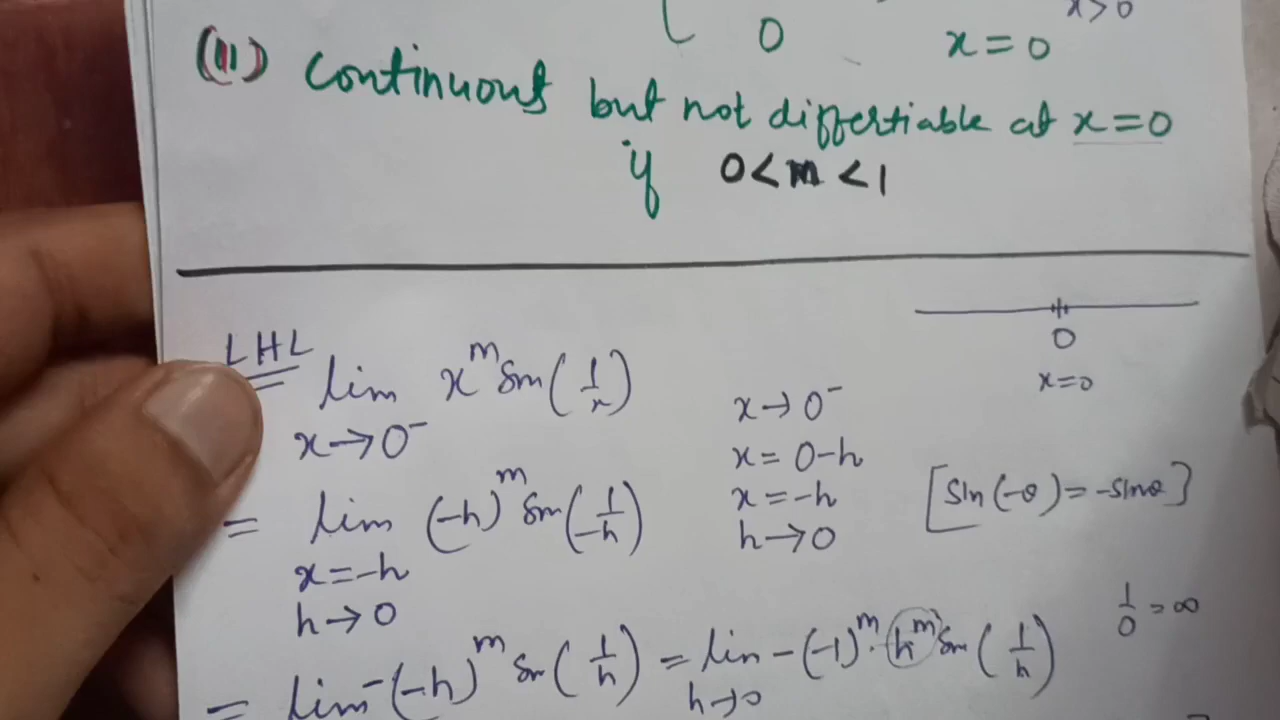 x>0
0 x=0
(II) Continuous but not differtiable at x=0
if 0<m<1
LHL
lim x^m Sin(1/x)
x→0⁻
0
x=0
x→0⁻
x=0-h
x=-h
h→0
= lim (-h)^m Sin(1/-h)
x=-h
h→0
[Sin(-θ)=-Sinθ]
1/0=∞
= lim -(-h)^m Sin(1/h) = lim -(-1)^m·h^m Sin(1/h)
h→0